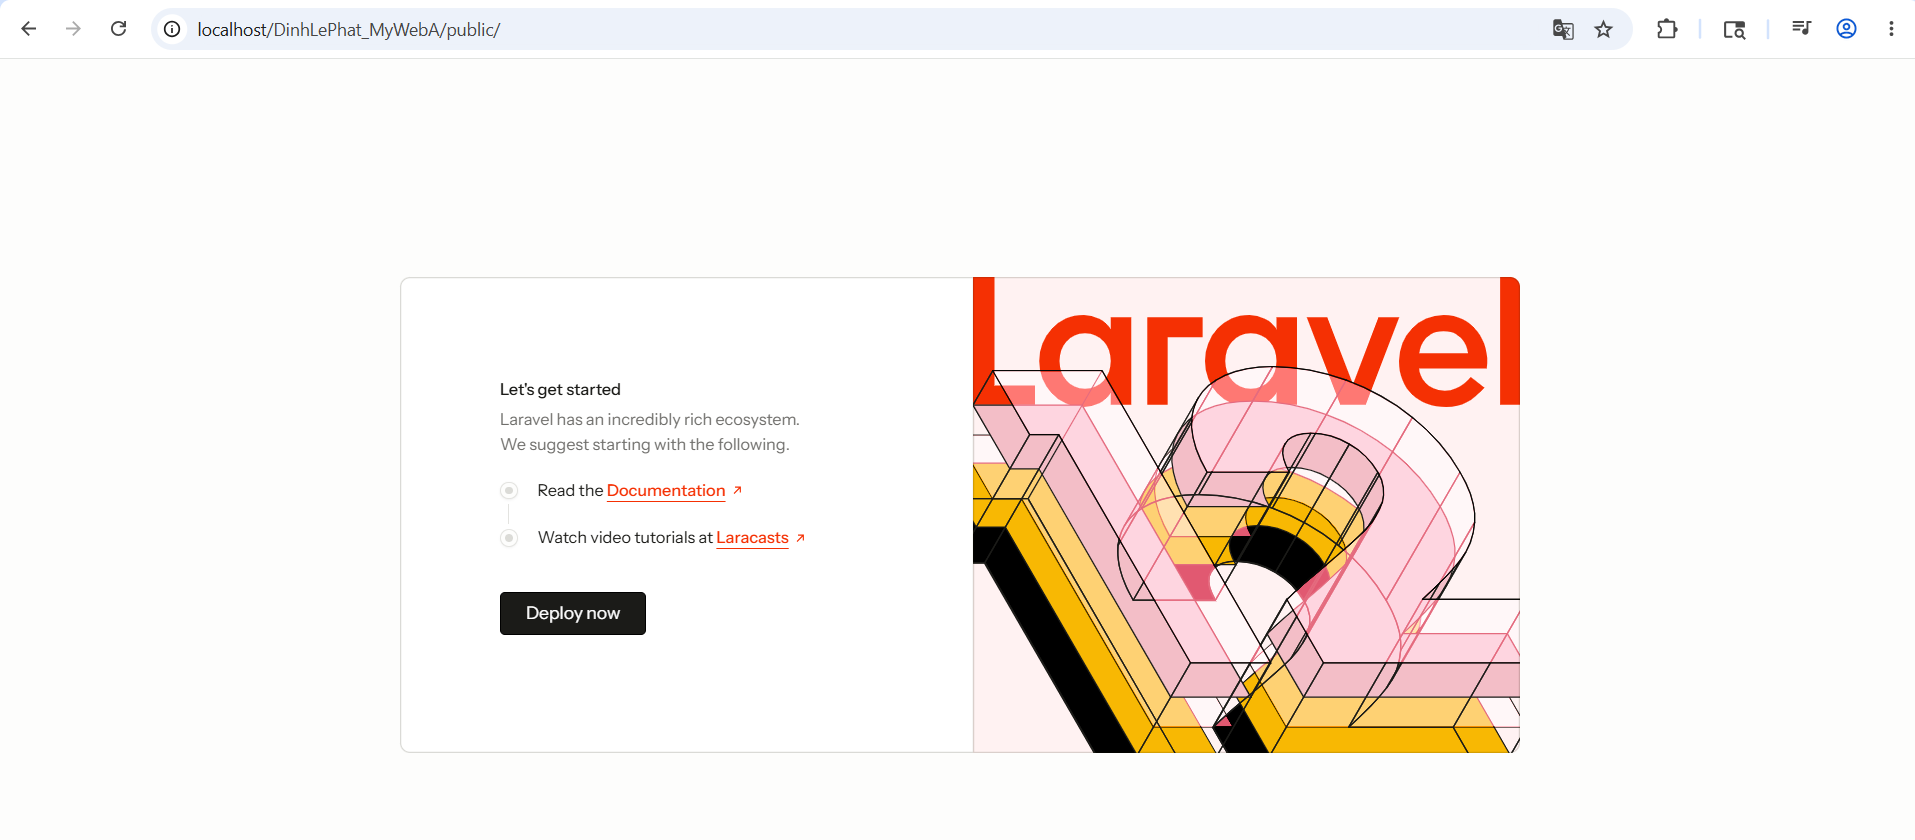 localhost/DinhLePhat_MyWebA/public/
Laravel
Let's get started
Laravel has an incredibly rich ecosystem.
We suggest starting with the following.
Read the Documentation
Watch video tutorials at Laracasts
Deploy now